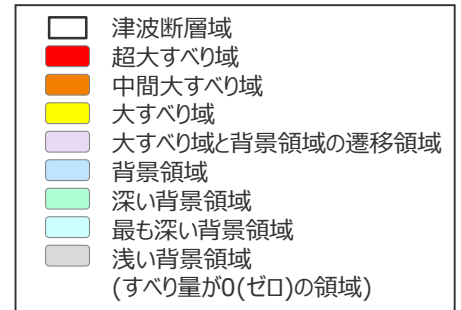 津波断層域
超大すべり域
中間大すべり域
大すべり域
大すべり域と背景領域の遷移領域
背景領域
深い背景領域
最も深い背景領域
浅い背景領域
(すべり量が0(ゼロ)の領域)